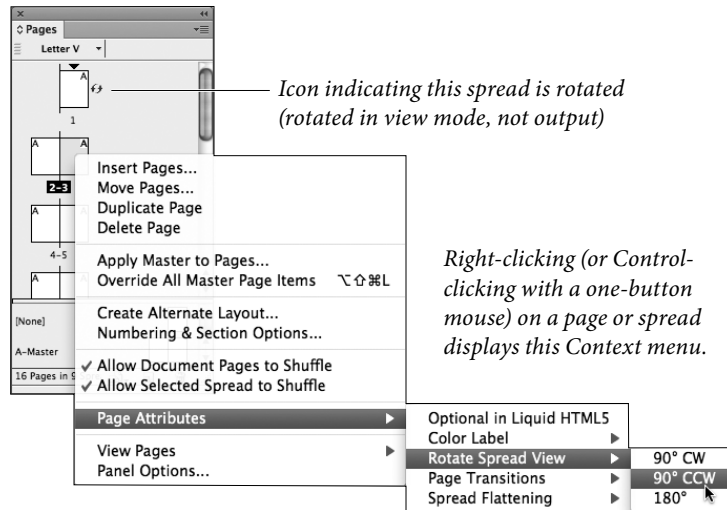 Pages
Letter V
A
Icon indicating this spread is rotated
(rotated in view mode, not output)
1
A A
2-3
A
4-5
A A
[None]
A-Master
16 Pages in 9
Insert Pages...
Move Pages...
Duplicate Page
Delete Page
Apply Master to Pages...
Override All Master Page Items ⌥⇧⌘L
Create Alternate Layout...
Numbering & Section Options...
✓ Allow Document Pages to Shuffle
✓ Allow Selected Spread to Shuffle
Page Attributes
View Pages
Panel Options...
Right-clicking (or Control-
clicking with a one-button
mouse) on a page or spread
displays this Context menu.
Optional in Liquid HTML5
Color Label
Rotate Spread View
Page Transitions
Spread Flattening
90° CW
90° CCW
180°